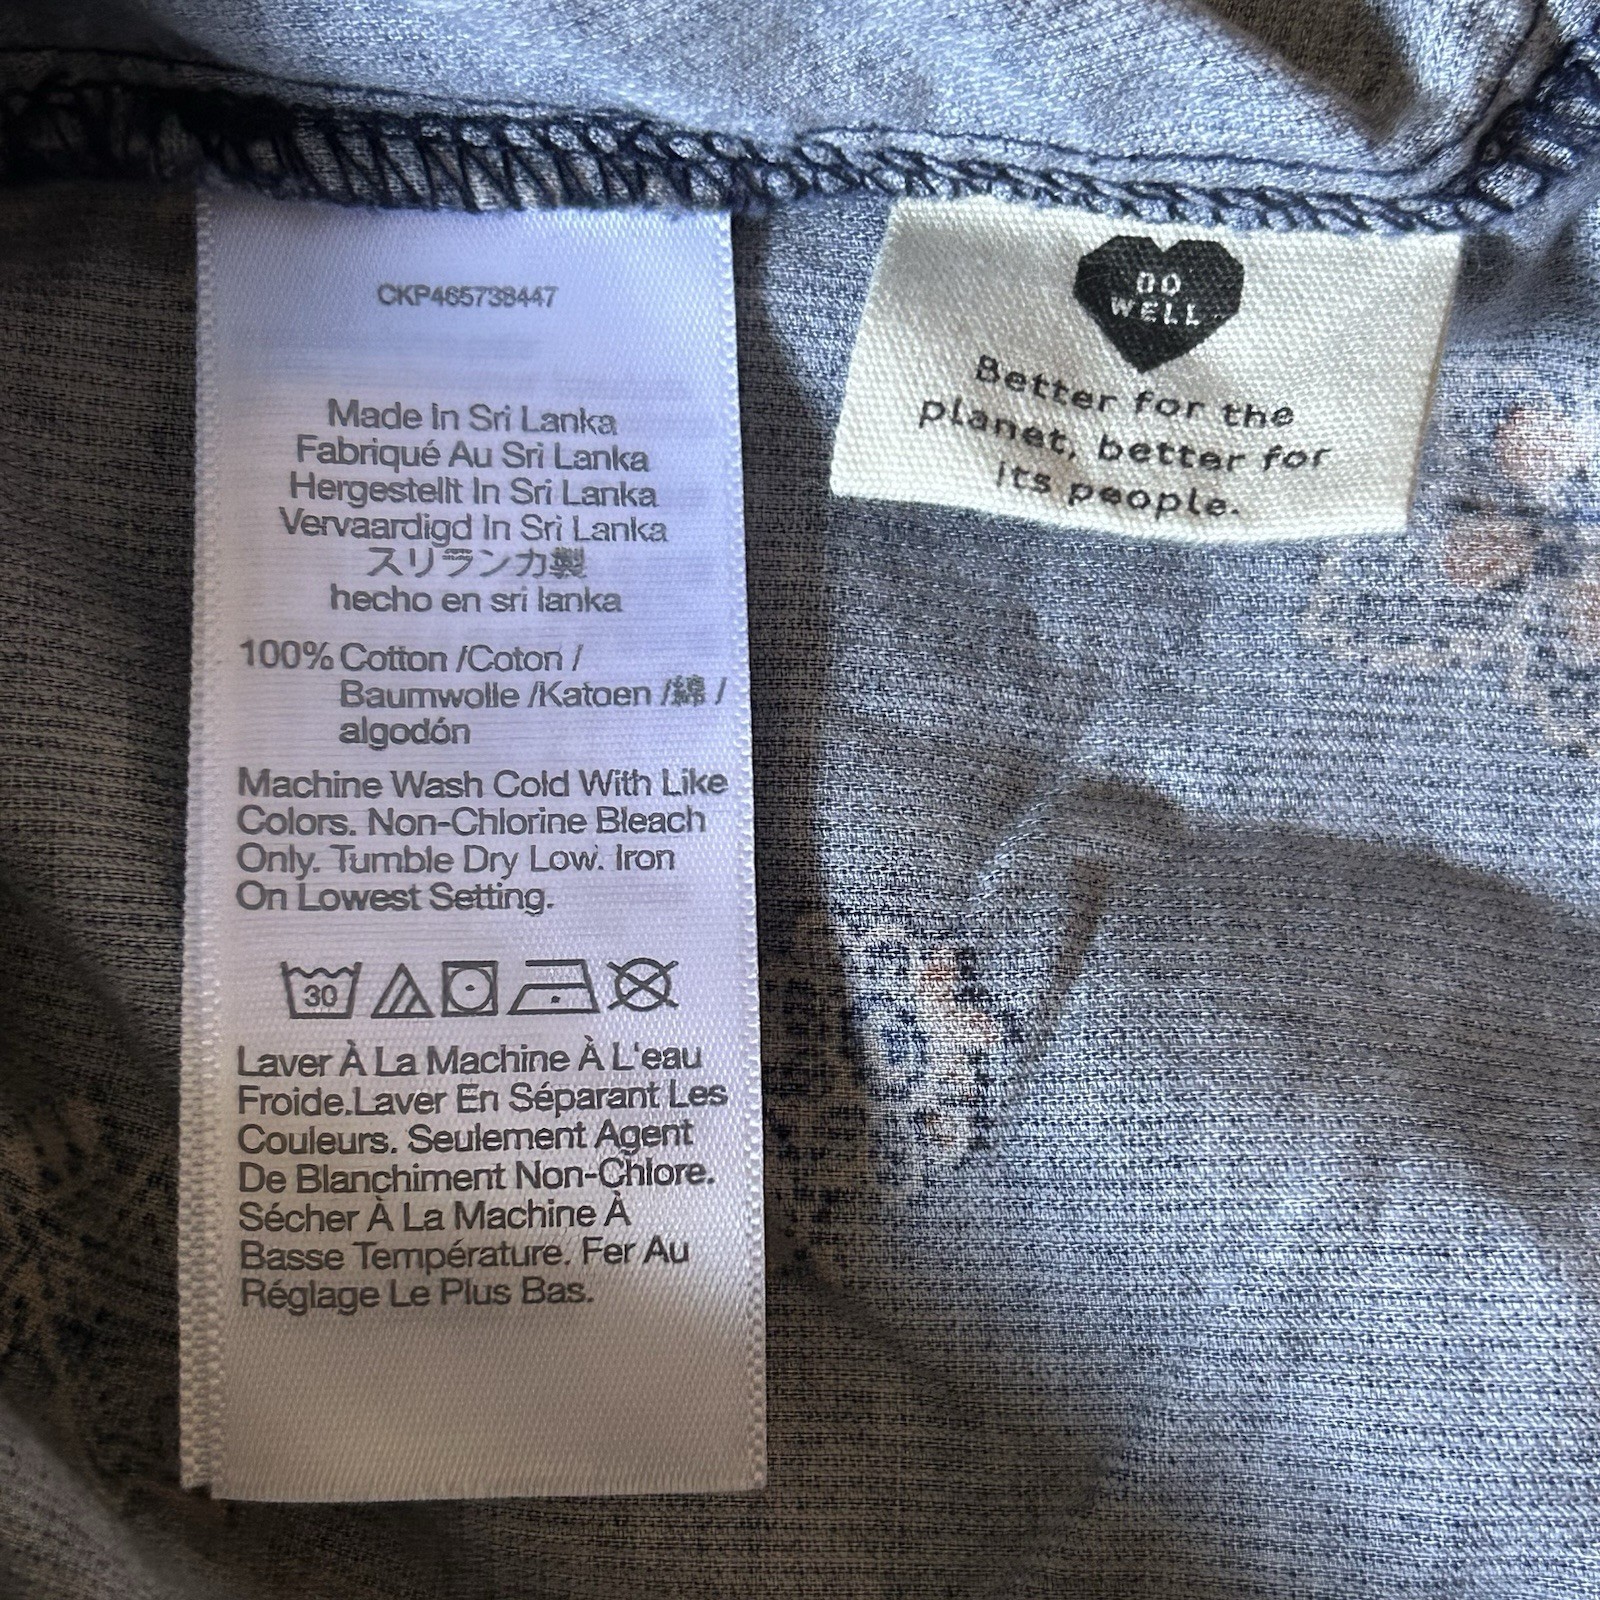 CKP465738447
Made In Sri Lanka
Fabriqué Au Sri Lanka
Hergestellt In Sri Lanka
Vervaardigd In Sri Lanka
スリランカ製
hecho en sri lanka
100% Cotton /Coton /
Baumwolle /Katoen /綿 /
algodón
Machine Wash Cold With Like
Colors. Non-Chlorine Bleach
Only. Tumble Dry Low. Iron
On Lowest Setting.
30
Laver À La Machine À L'eau
Froide.Laver En Séparant Les
Couleurs. Seulement Agent
De Blanchiment Non-Chlore.
Sécher À La Machine À
Basse Température. Fer Au
Réglage Le Plus Bas.
DO
WELL
Better for the
planet, better for
its people.